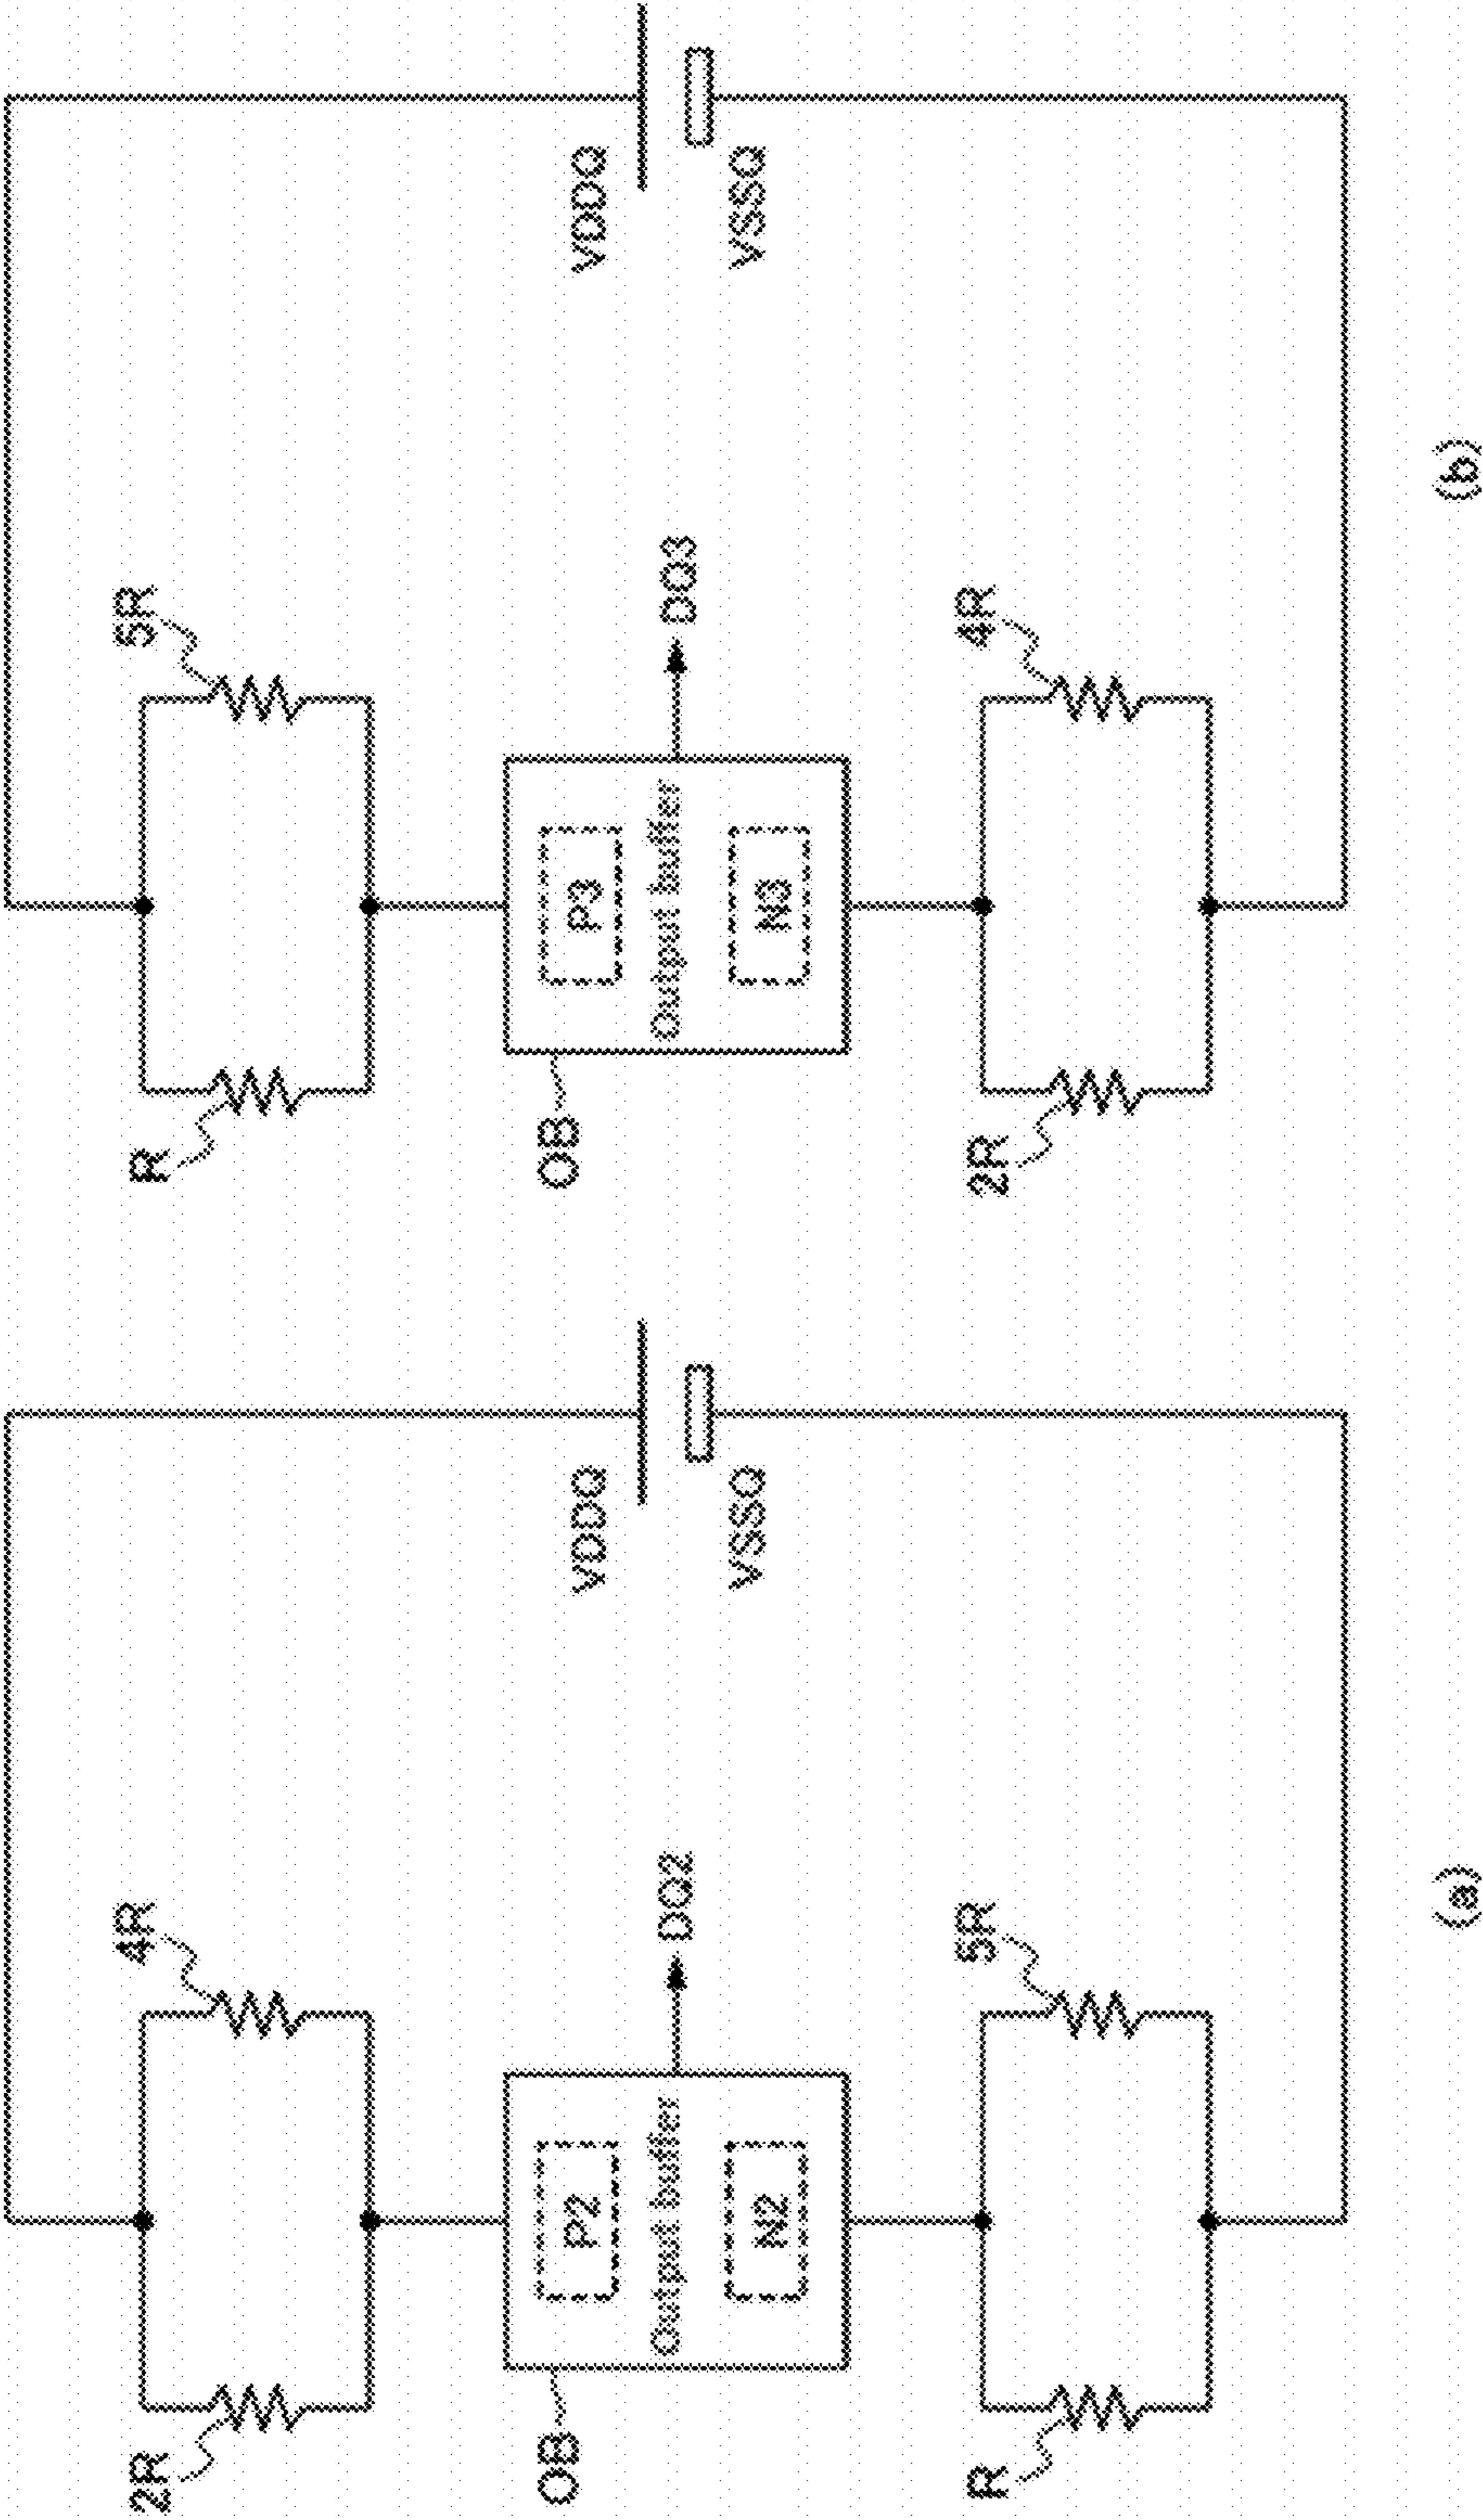 2R
4R
OB
P2
Output buffer
N2
DQ2
VDDQ
VSSQ
R
5R
(a)
R
5R
OB
P3
Output buffer
N3
DQ3
VDDQ
VSSQ
2R
4R
(b)